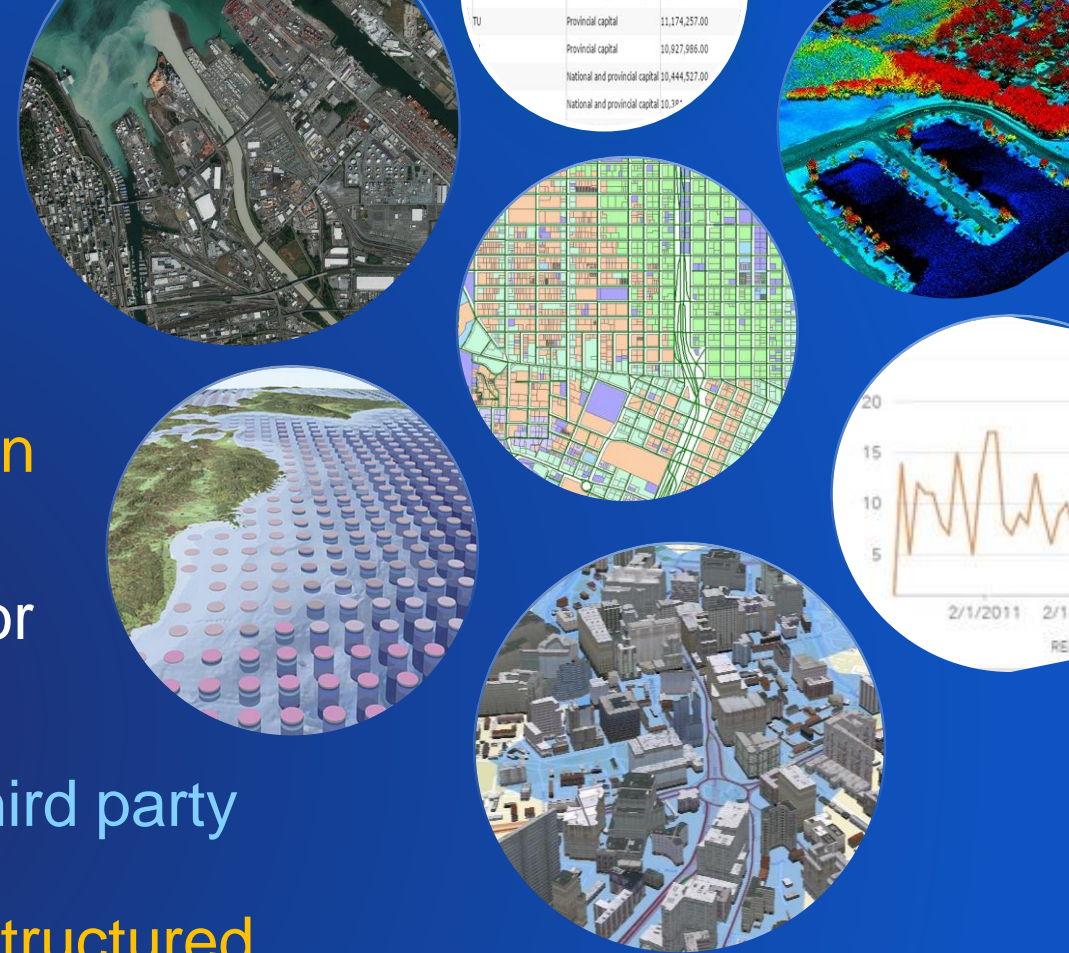 TU Provincial capital 11,174,257.00
Provincial capital 10,927,986.00
National and provincial capital 10,444,527.00
National and provincial capital
n
or
hird party
tructured
20
15
10
5
2/1/2011